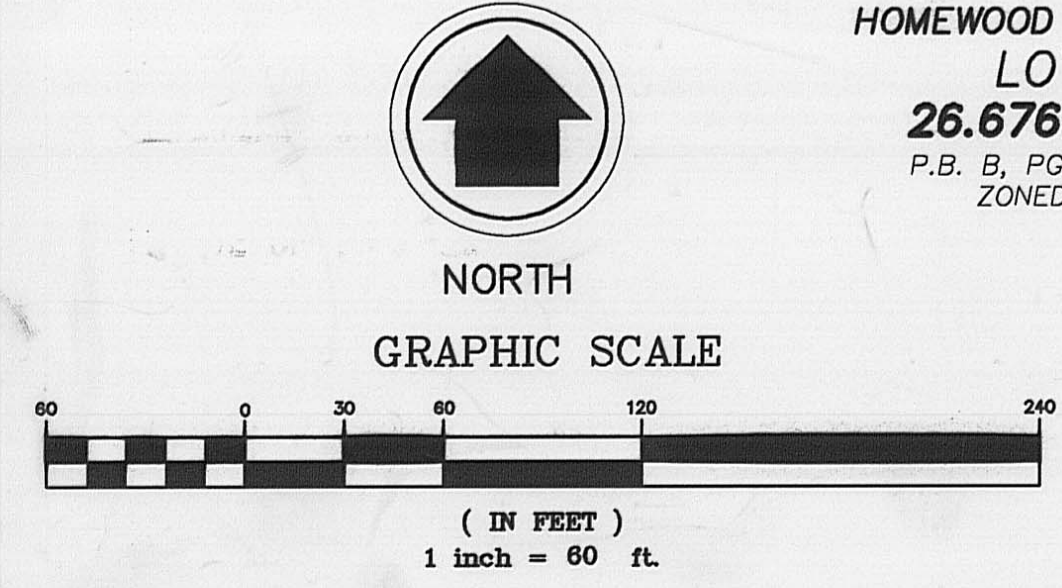 HOMEWOOD
LO
26.676
P.B. B, PG
ZONED
NORTH
GRAPHIC SCALE
60 0 30 60 120 240
( IN FEET )
1 inch = 60 ft.